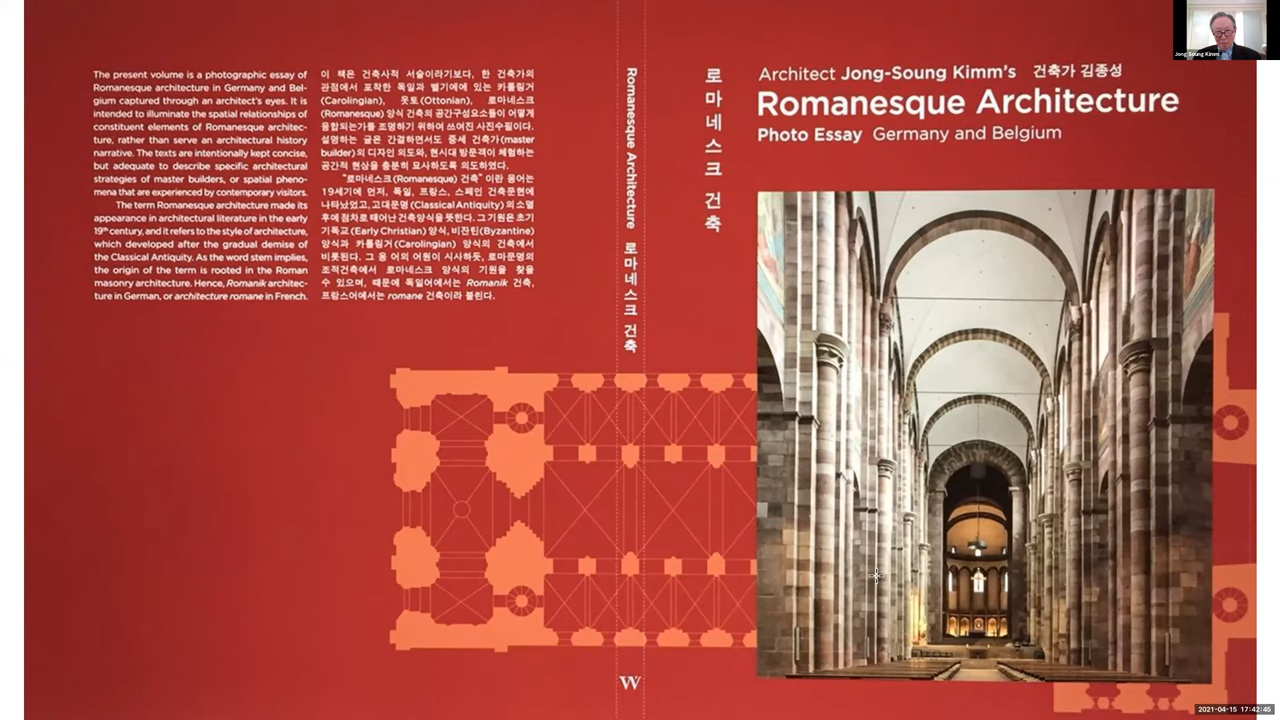 The present volume is a photographic essay of
Romanesque architecture in Germany and Bel-
gium captured through an architect's eyes. It is
intended to illuminate the spatial relationships of
constituent elements of Romanesque architec-
ture, rather than serve an architectural history
narrative. The texts are intentionally kept concise,
but adequate to describe specific architectural
strategies of master builders, or spatial pheno-
mena that are experienced by contemporary visitors.
The term Romanesque architecture made its
appearance in architectural literature in the early
19th century, and it refers to the style of architecture,
which developed after the gradual demise of
the Classical Antiquity. As the word stem implies,
the origin of the term is rooted in the Roman
masonry architecture. Hence, Romanik architec-
ture in German, or architecture romane in French.
이 책은 건축사적 서술이라기보다, 한 건축가의
관점에서 포착한 독일과 벨기에에 있는 카롤링거
(Carolingian), 옷토(Ottonian), 로마네스크
(Romanesque) 양식 건축의 공간구성요소들이 어떻게
융합되는가를 조명하기 위하여 쓰여진 사진수필이다.
설명하는 글은 간결하면서도 중세 건축가(master
builder)의 디자인 의도와, 현시대 방문객이 체험하는
공간적 현상을 충분히 묘사하도록 의도하였다.
"로마네스크(Romanesque) 건축" 이란 용어는
19세기에 먼저, 독일, 프랑스, 스페인 건축문헌에
나타났었고, 고대문명(Classical Antiquity)의 소멸
후에 점차로 태어난 건축양식을 뜻한다. 그 기원은 초기
기독교(Early Christian) 양식, 비잔틴(Byzantine)
양식과 카롤링거(Carolingian) 양식의 건축에서
비롯된다. 그 용 어의 어원이 시사하듯, 로마문명의
조적건축에서 로마네스크 양식의 기원을 찾을
수 있으며, 때문에 독일어에서는 Romanik 건축,
프랑스어에서는 romane 건축이라 불린다.
Romanesque Architecture 로마네스크 건축
W
로마네스크 건축
Architect Jong-Soung Kimm's 건축가 김종성
Romanesque Architecture
Photo Essay Germany and Belgium
Jong Soung Kimm
2021-04-15 17:42:45